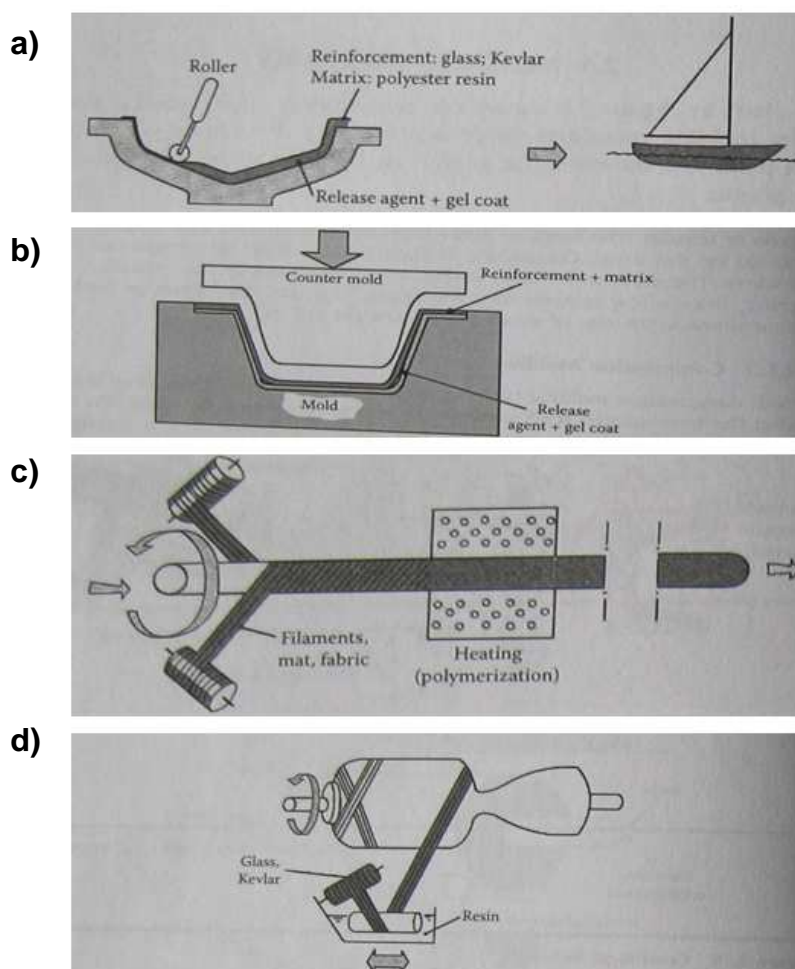 a)
Roller
Reinforcement: glass; Kevlar
Matrix: polyester resin
Release agent + gel coat
b)
Counter mold
Reinforcement + matrix
Mold
Release
agent + gel coat
c)
Filaments,
mat, fabric
Heating
(polymerization)
d)
Glass,
Kevlar
Resin